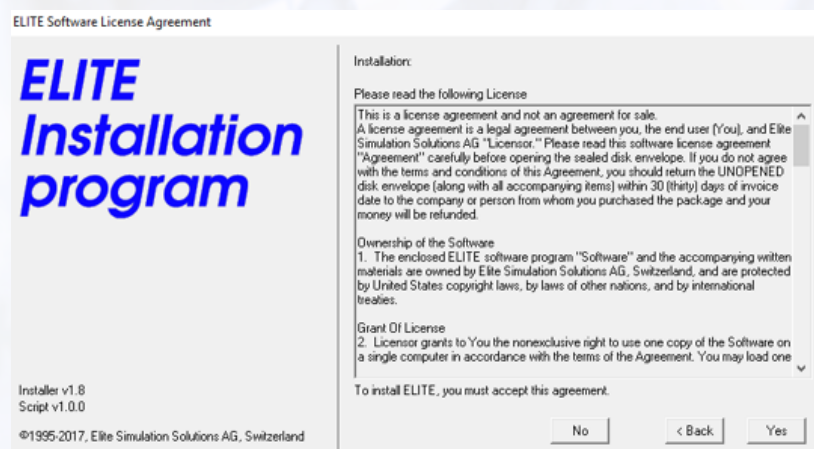 ELITE Software License Agreement
ELITE
Installation
program
Installer v1.8
Script v1.0.0
©1995-2017, Elite Simulation Solutions AG, Switzerland
Installation:
Please read the following License
This is a license agreement and not an agreement for sale.
A license agreement is a legal agreement between you, the end user (You), and Elite
Simulation Solutions AG "Licensor." Please read this software license agreement
"Agreement" carefully before opening the sealed disk envelope. If you do not agree
with the terms and conditions of this Agreement, you should return the UNOPENED
disk envelope (along with all accompanying items) within 30 (thirty) days of invoice
date to the company or person from whom you purchased the package and your
money will be refunded.
Ownership of the Software
1. The enclosed ELITE software program "Software" and the accompanying written
materials are owned by Elite Simulation Solutions AG, Switzerland, and are protected
by United States copyright laws, by laws of other nations, and by international
treaties.
Grant Of License
2. Licensor grants to You the nonexclusive right to use one copy of the Software on
a single computer in accordance with the terms of the Agreement. You may load one
To install ELITE, you must accept this agreement.
No
< Back
Yes